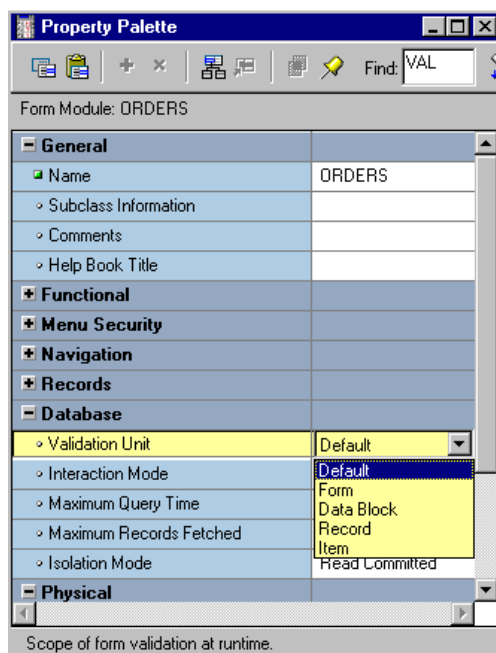 Property Palette
Find: VAL
Form Module: ORDERS
General
Name ORDERS
Subclass Information
Comments
Help Book Title
Functional
Menu Security
Navigation
Records
Database
Validation Unit Default
Default
Interaction Mode
Form
Data Block
Maximum Query Time
Record
Maximum Records Fetched
Item
Isolation Mode Read Committed
Physical
Scope of form validation at runtime.